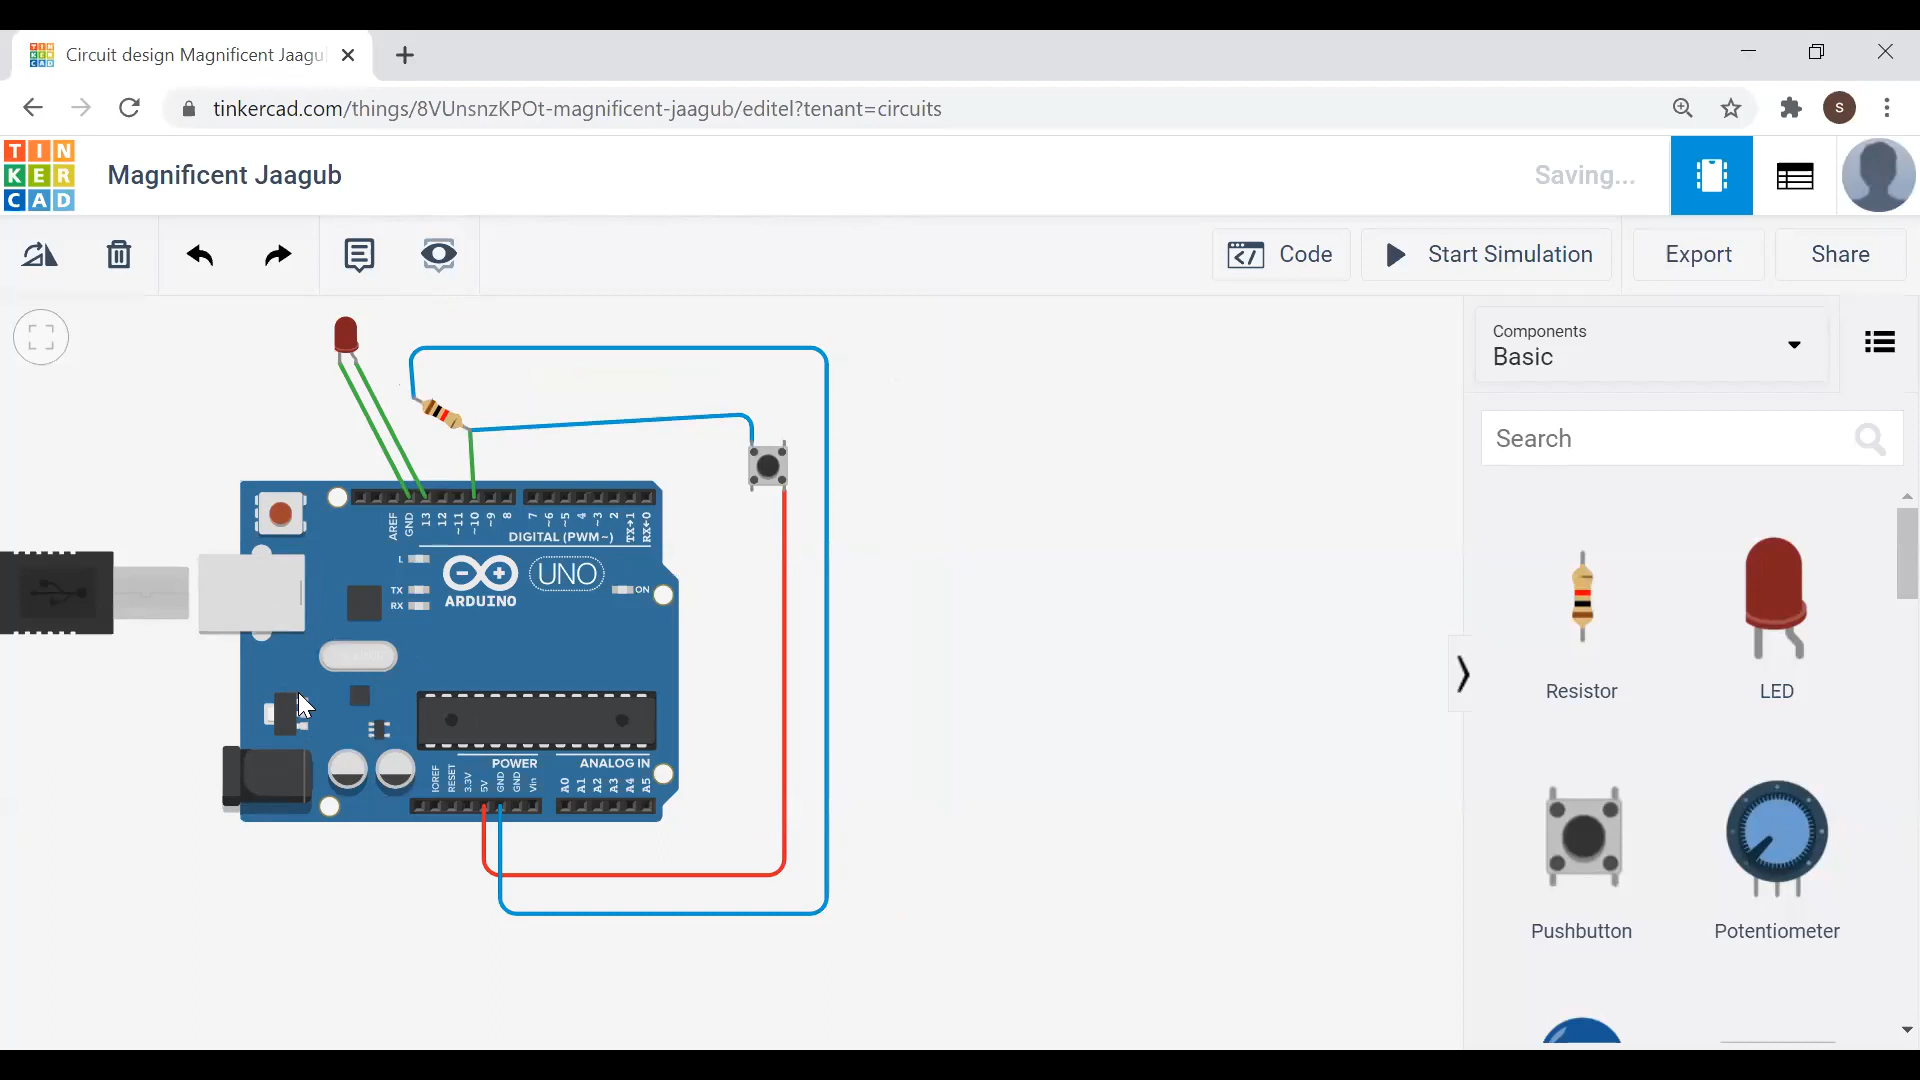 Circuit design Magnificent Jaagu
tinkercad.com/things/8VUnsnzKPOt-magnificent-jaagub/editel?tenant=circuits
S
TIN
KER
CAD
Magnificent Jaagub
Saving...
Code
Start Simulation
Export
Share
Components
Basic
Search
Resistor
LED
Pushbutton
Potentiometer
AREF
GND
13
12
~11
~10
~9
8
7
~6
~5
4
~3
2
TX→1
RX←0
DIGITAL (PWM~)
L
TX
RX
ARDUINO
UNO
ON
POWER
ANALOG IN
IOREF
RESET
3.3V
5V
GND
GND
Vin
A0
A1
A2
A3
A4
A5